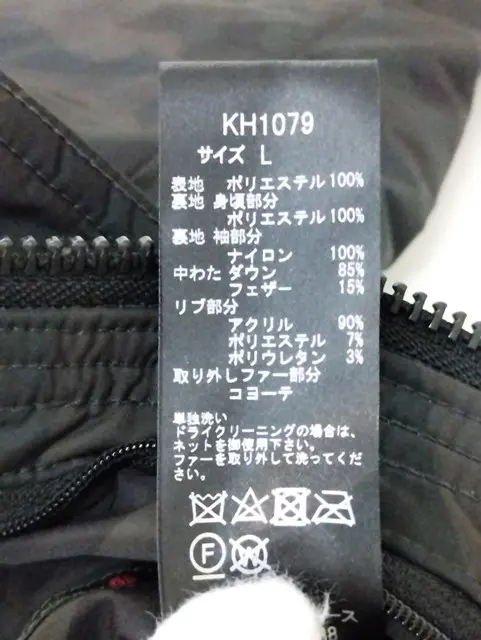 KH1079
サイズ L
表地 ポリエステル 100%
裏地 身頃部分
ポリエステル 100%
裏地 袖部分
ナイロン 100%
中わた ダウン 85%
フェザー 15%
リブ部分
アクリル 90%
ポリエステル 7%
ポリウレタン 3%
取り外しファー部分
コヨーテ
単独洗い
ドライクリーニングの場合は、
ネットを御使用下さい。
ファーを取り外して洗ってくだ
さい。
F W
ース